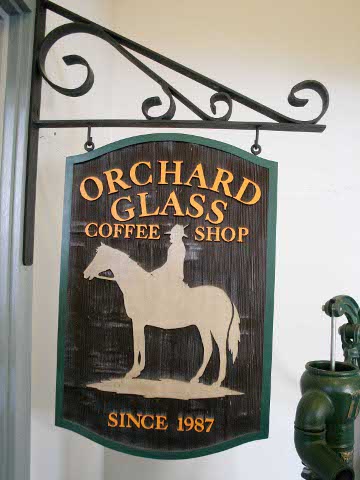 ORCHARD
GLASS
COFFEE SHOP
SINCE 1987